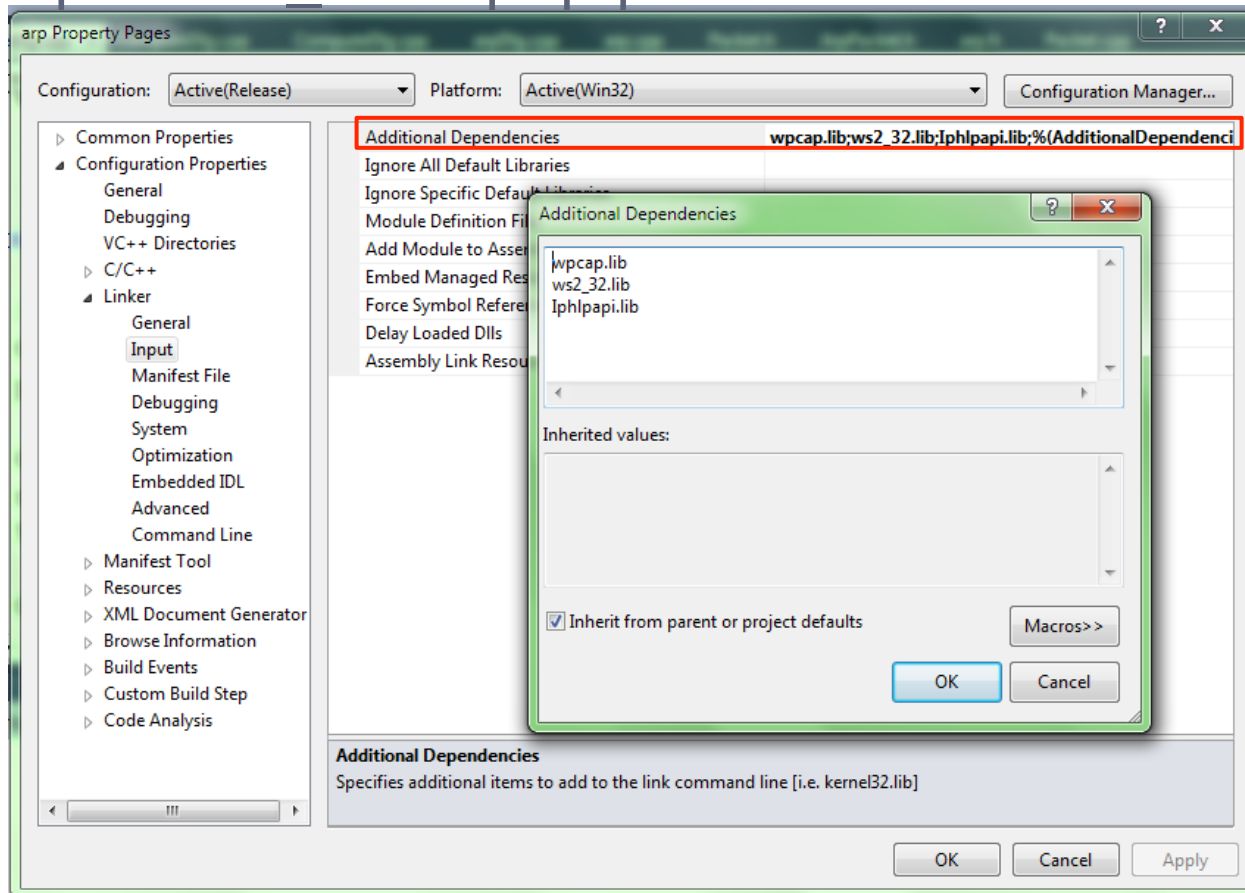 arp Property Pages
Configuration: Active(Release) Platform: Active(Win32) Configuration Manager...
Common Properties
Configuration Properties
General
Debugging
VC++ Directories
C/C++
Linker
General
Input
Manifest File
Debugging
System
Optimization
Embedded IDL
Advanced
Command Line
Manifest Tool
Resources
XML Document Generator
Browse Information
Build Events
Custom Build Step
Code Analysis
Additional Dependencies wpcap.lib;ws2_32.lib;Iphlpapi.lib;%(AdditionalDependenci
Ignore All Default Libraries
Ignore Specific Default Libraries
Module Definition Fil
Add Module to Asser
Embed Managed Res
Force Symbol Refere
Delay Loaded Dlls
Assembly Link Resou
Additional Dependencies
wpcap.lib
ws2_32.lib
Iphlpapi.lib
Inherited values:
Inherit from parent or project defaults
Macros>>
OK Cancel
Additional Dependencies
Specifies additional items to add to the link command line [i.e. kernel32.lib]
OK Cancel Apply